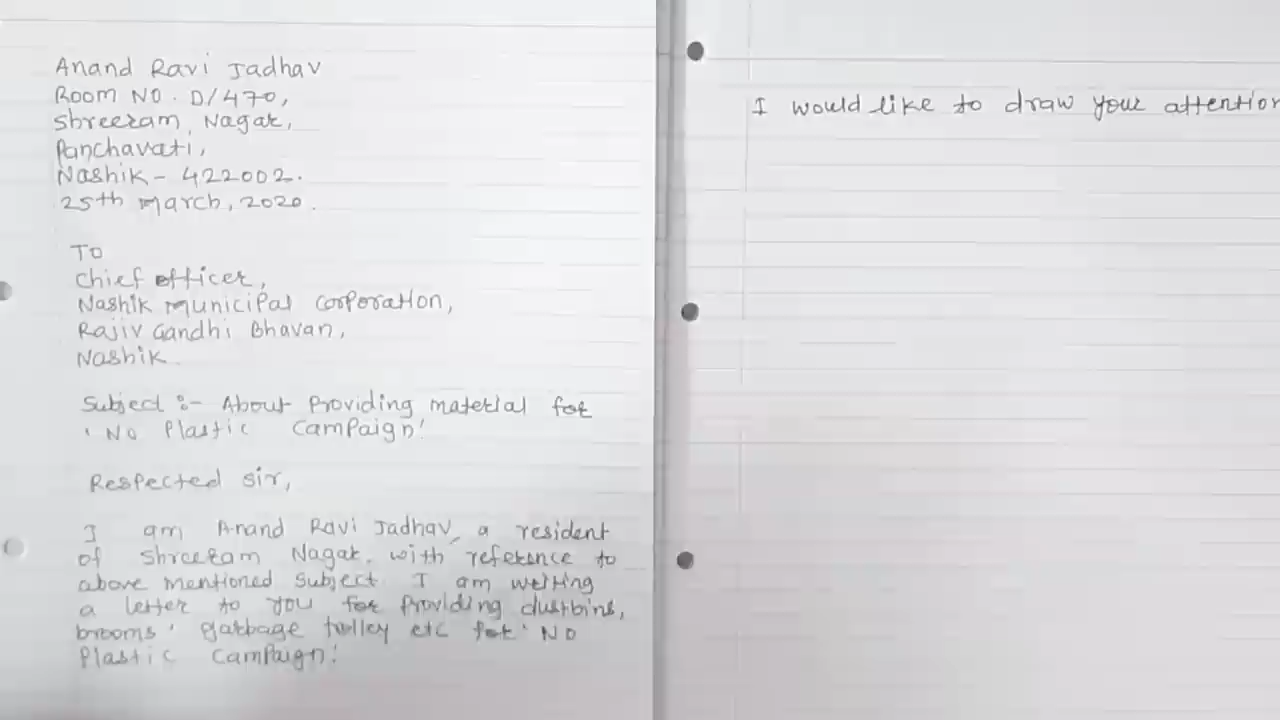 Anand Ravi Jadhav
Room No. D/470,
Shreeram Nagar,
Panchavati,
Nashik - 422002.
25th March, 2020.
To
Chief officer,
Nashik Municipal Corporation,
Rajiv Gandhi Bhavan,
Nashik.
Subject :- About Providing material for
'No Plastic Campaign!'
Respected sir,
I am Anand Ravi Jadhav, a resident
of Shreeram Nagar. with reference to
above mentioned subject. I am writing
a letter to you for Providing dustbins,
brooms, garbage trolley etc for 'No
Plastic Campaign!'
I would like to draw your attention